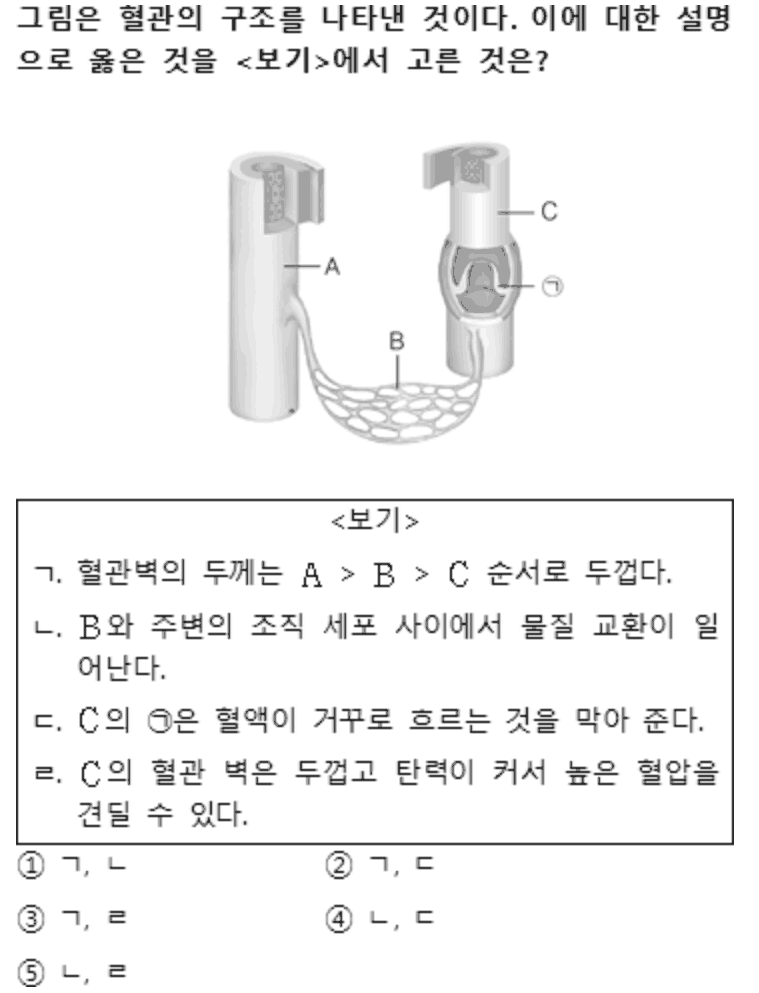 그림은 혈관의 구조를 나타낸 것이다. 이에 대한 설명
으로 옳은 것을 <보기>에서 고른 것은?
C
A
㉠
B
<보기>
ㄱ. 혈관벽의 두께는 A > B > C 순서로 두껍다.
ㄴ. B와 주변의 조직 세포 사이에서 물질 교환이 일
어난다.
ㄷ. C의 ㉠은 혈액이 거꾸로 흐르는 것을 막아 준다.
ㄹ. C의 혈관 벽은 두껍고 탄력이 커서 높은 혈압을
견딜 수 있다.
① ㄱ, ㄴ ② ㄱ, ㄷ
③ ㄱ, ㄹ ④ ㄴ, ㄷ
⑤ ㄴ, ㄹ